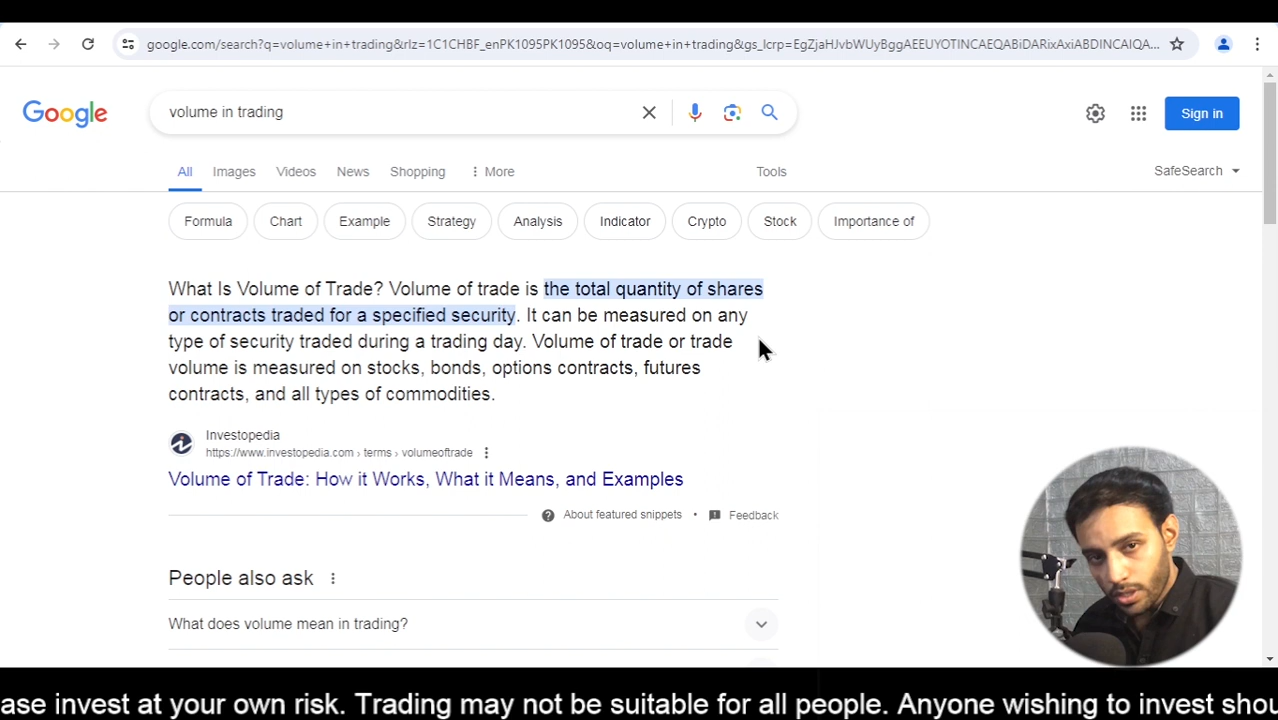 google.com/search?q=volume+in+trading&rlz=1C1CHBF_enPK1095PK1095&oq=volume+in+trading&gs_lcrp=EgZjaHJvbWUyBggAEEUYOTINCAEQABiDARixAxiABDINCAIQA...
Google
volume in trading
Sign in
All Images Videos News Shopping More Tools SafeSearch
Formula Chart Example Strategy Analysis Indicator Crypto Stock Importance of
What Is Volume of Trade? Volume of trade is the total quantity of shares
or contracts traded for a specified security. It can be measured on any
type of security traded during a trading day. Volume of trade or trade
volume is measured on stocks, bonds, options contracts, futures
contracts, and all types of commodities.
Investopedia
https://www.investopedia.com › terms › volumeoftrade
Volume of Trade: How it Works, What it Means, and Examples
About featured snippets • Feedback
People also ask
What does volume mean in trading?
ase invest at your own risk. Trading may not be suitable for all people. Anyone wishing to invest shou